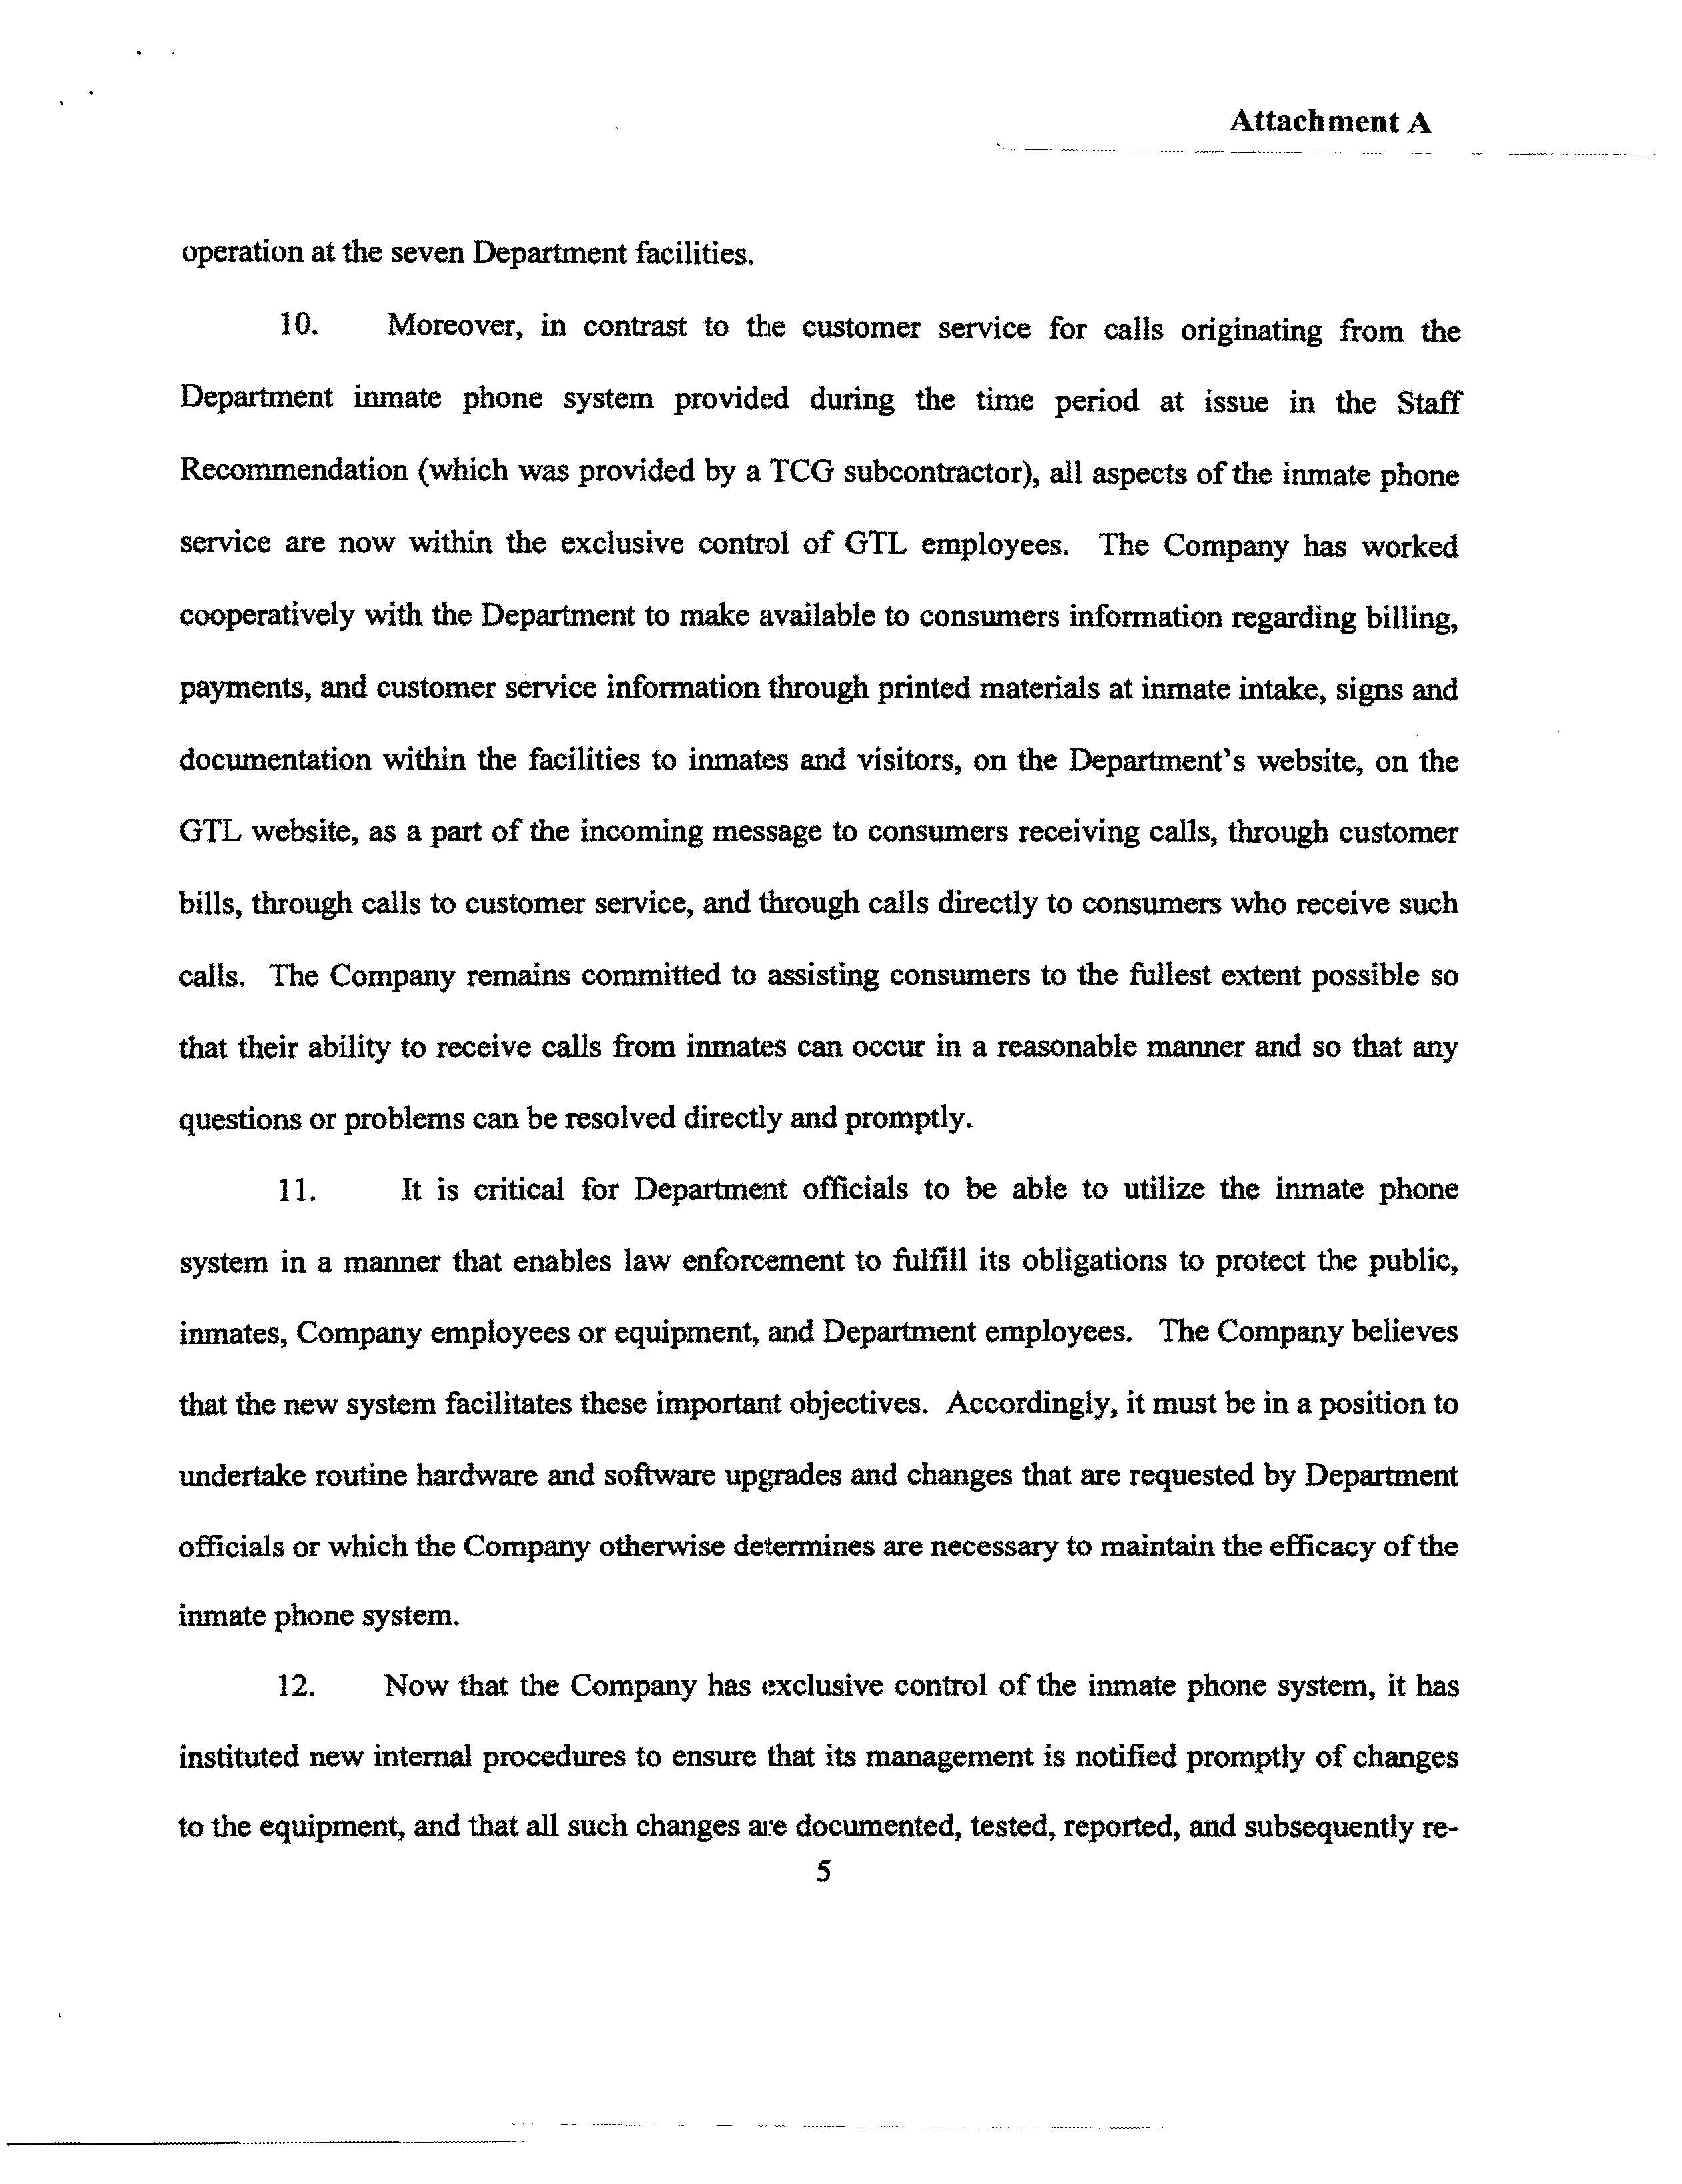 Attachment A
operation at the seven Department facilities.
10. Moreover, in contrast to the customer service for calls originating from the
Department inmate phone system provided during the time period at issue in the Staff
Recommendation (which was provided by a TCG subcontractor), all aspects of the inmate phone
service are now within the exclusive control of GTL employees. The Company has worked
cooperatively with the Department to make available to consumers information regarding billing,
payments, and customer service information through printed materials at inmate intake, signs and
documentation within the facilities to inmates and visitors, on the Department's website, on the
GTL website, as a part of the incoming message to consumers receiving calls, through customer
bills, through calls to customer service, and through calls directly to consumers who receive such
calls. The Company remains committed to assisting consumers to the fullest extent possible so
that their ability to receive calls from inmates can occur in a reasonable manner and so that any
questions or problems can be resolved directly and promptly.
11. It is critical for Department officials to be able to utilize the inmate phone
system in a manner that enables law enforcement to fulfill its obligations to protect the public,
inmates, Company employees or equipment, and Department employees. The Company believes
that the new system facilitates these important objectives. Accordingly, it must be in a position to
undertake routine hardware and software upgrades and changes that are requested by Department
officials or which the Company otherwise determines are necessary to maintain the efficacy of the
inmate phone system.
12. Now that the Company has exclusive control of the inmate phone system, it has
instituted new internal procedures to ensure that its management is notified promptly of changes
to the equipment, and that all such changes are documented, tested, reported, and subsequently re-
5